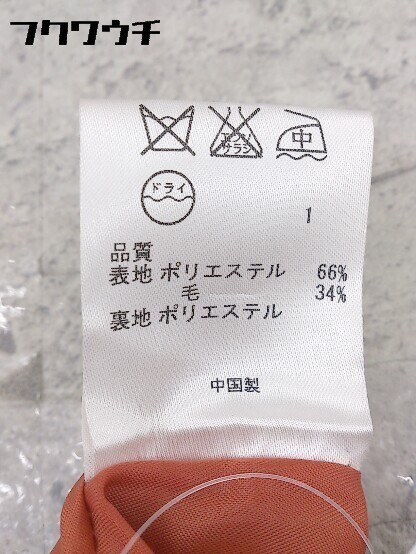 フクワウチ
エンソ
サラシ
中
ドライ
1
品質
表地 ポリエステル 66%
毛 34%
裏地 ポリエステル
中国製